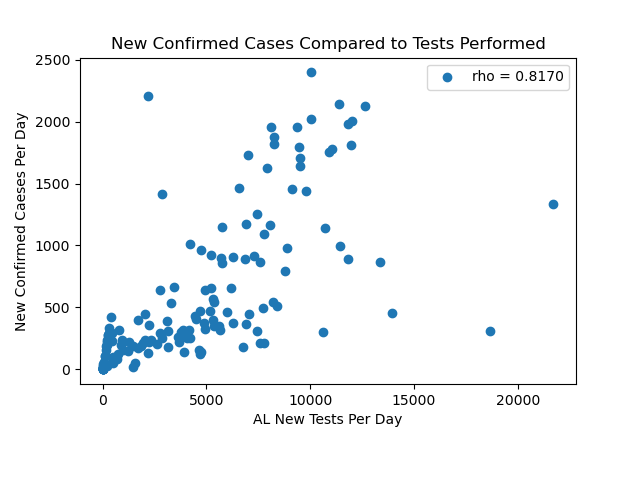 New Confirmed Cases Compared to Tests Performed
rho = 0.8170
New Confirmed Caeses Per Day
2500
2000
1500
1000
500
0
0 5000 10000 15000 20000
AL New Tests Per Day